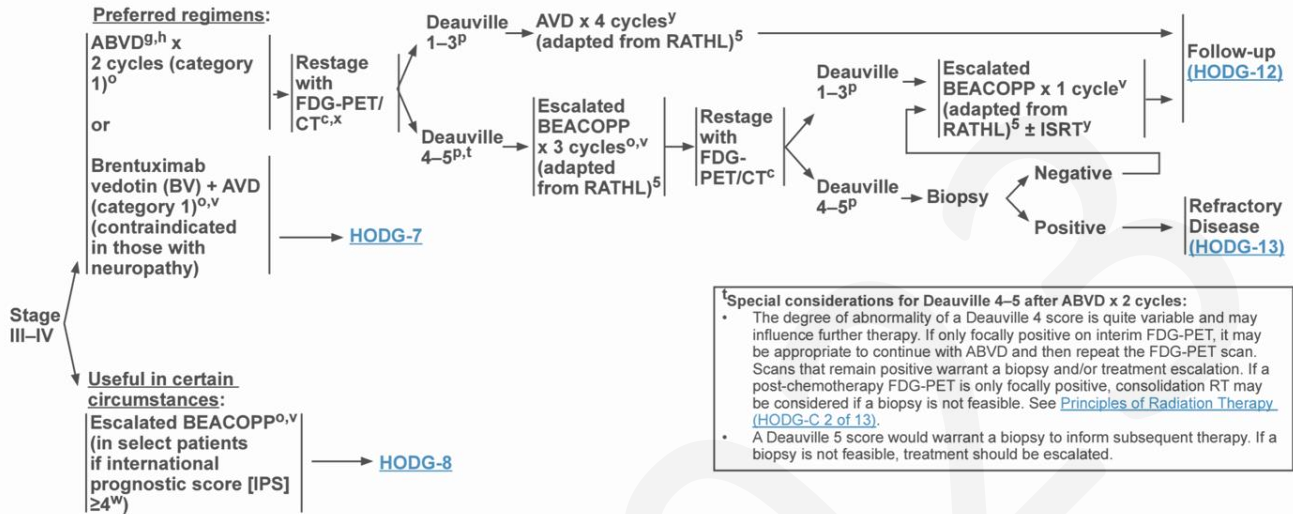 Preferred regimens:
ABVDg,h x
2 cycles (category
1)o
or
Brentuximab
vedotin (BV) + AVD
(category 1)o,v
(contraindicated
in those with
neuropathy)
HODG-7
Restage
with
FDG-PET/
CTc,x
Deauville
1–3p
AVD x 4 cyclesy
(adapted from RATHL)5
Deauville
4–5p,t
Escalated
BEACOPP
x 3 cycleso,v
(adapted
from RATHL)5
Restage
with
FDG-
PET/CTc
Deauville
1–3p
Escalated
BEACOPP x 1 cyclev
(adapted from
RATHL)5 ± ISRTy
Follow-up
(HODG-12)
Deauville
4–5p
Biopsy
Negative
Positive
Refractory
Disease
(HODG-13)
Stage
III–IV
Useful in certain
circumstances:
Escalated BEACOPPo,v
(in select patients
if international
prognostic score [IPS]
≥4w)
HODG-8
tSpecial considerations for Deauville 4–5 after ABVD x 2 cycles:
• The degree of abnormality of a Deauville 4 score is quite variable and may
influence further therapy. If only focally positive on interim FDG-PET, it may
be appropriate to continue with ABVD and then repeat the FDG-PET scan.
Scans that remain positive warrant a biopsy and/or treatment escalation. If a
post-chemotherapy FDG-PET is only focally positive, consolidation RT may
be considered if a biopsy is not feasible. See Principles of Radiation Therapy
(HODG-C 2 of 13).
• A Deauville 5 score would warrant a biopsy to inform subsequent therapy. If a
biopsy is not feasible, treatment should be escalated.